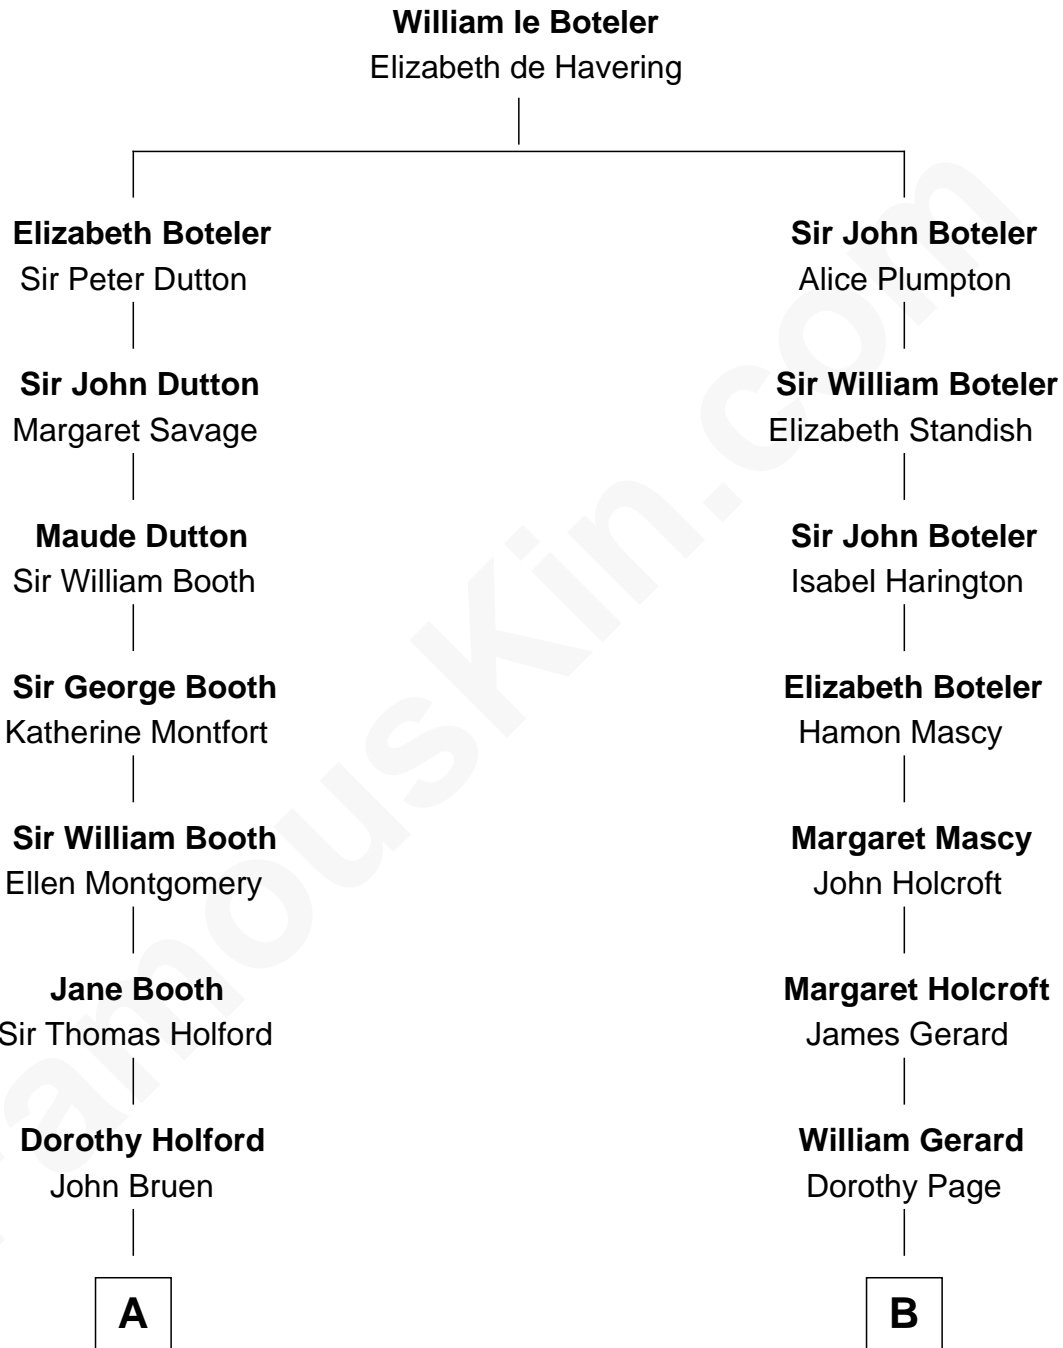 William le Boteler
Elizabeth de Havering
Elizabeth Boteler
Sir Peter Dutton
Sir John Dutton
Margaret Savage
Maude Dutton
Sir William Booth
Sir George Booth
Katherine Montfort
Sir William Booth
Ellen Montgomery
Jane Booth
Sir Thomas Holford
Dorothy Holford
John Bruen
A
Sir John Boteler
Alice Plumpton
Sir William Boteler
Elizabeth Standish
Sir John Boteler
Isabel Harington
Elizabeth Boteler
Hamon Mascy
Margaret Mascy
John Holcroft
Margaret Holcroft
James Gerard
William Gerard
Dorothy Page
B
FamousKin.com